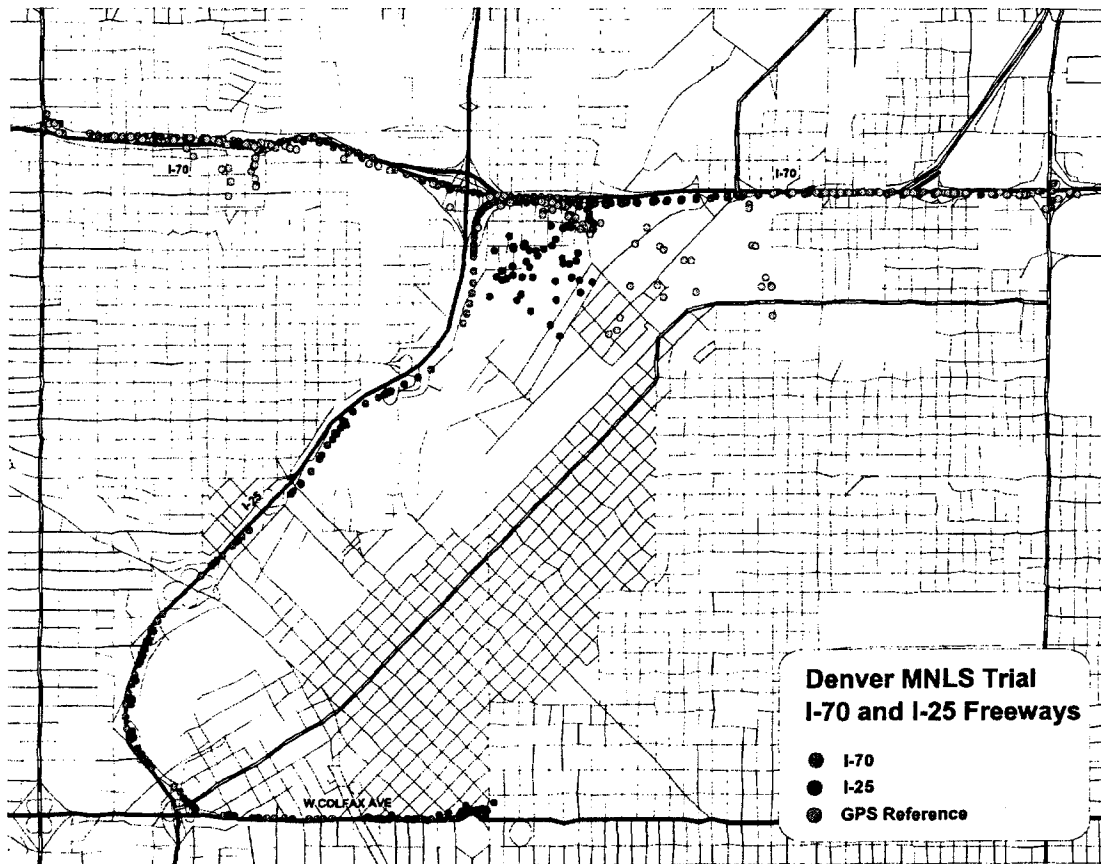 I-70
I-70
I-25
W.COLFAX AVE
Denver MNLS Trial
I-70 and I-25 Freeways
I-70
I-25
GPS Reference